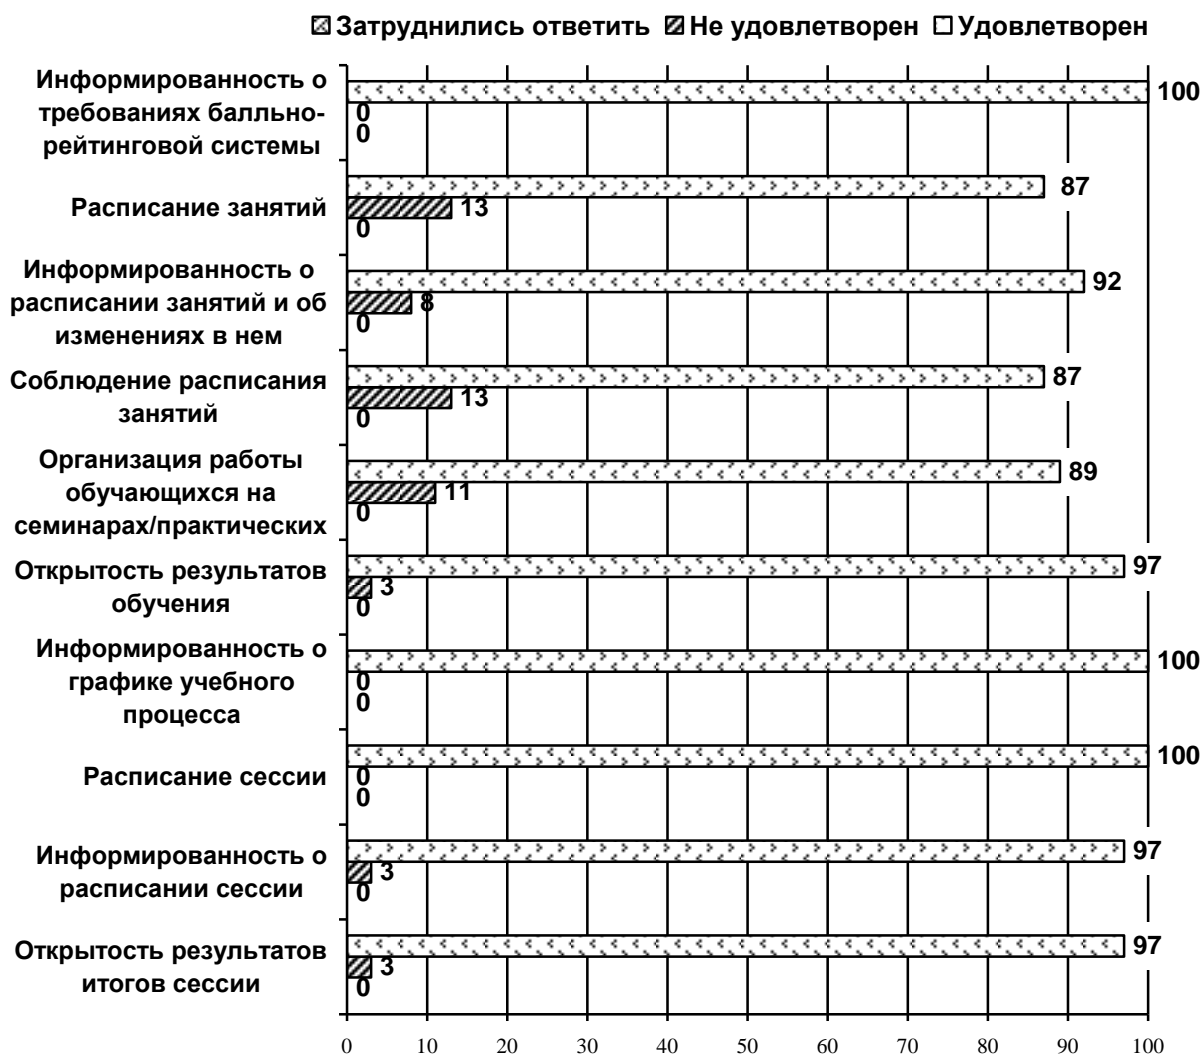 Затруднились ответить Не удовлетворен Удовлетворен
Информированность о
требованиях балльно-
рейтинговой системы
100
0
0
Расписание занятий
87
13
0
Информированность о
расписании занятий и об
изменениях в нем
92
8
0
Соблюдение расписания
занятий
87
13
0
Организация работы
обучающихся на
семинарах/практических
89
11
0
Открытость результатов
обучения
97
3
0
Информированность о
графике учебного
процесса
100
0
0
Расписание сессии
100
0
0
Информированность о
расписании сессии
97
3
0
Открытость результатов
итогов сессии
97
3
0
0 10 20 30 40 50 60 70 80 90 100